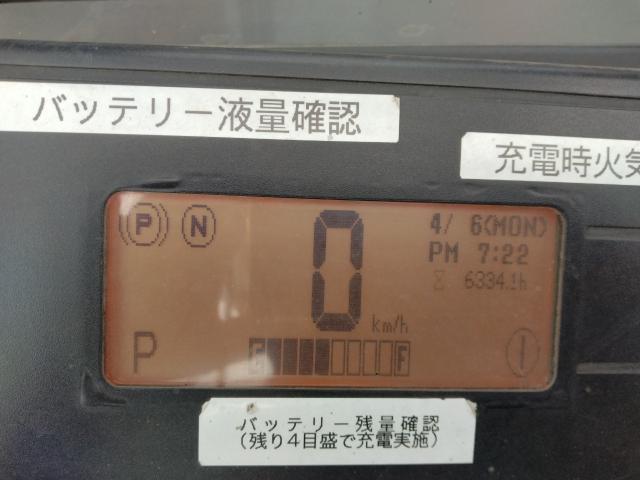 バッテリー液量確認
充電時火気
P N
0 km/h
4/ 6(MON)
PM 7:22
6334.1h
P
E F
バッテリー残量確認
(残り4目盛で充電実施)